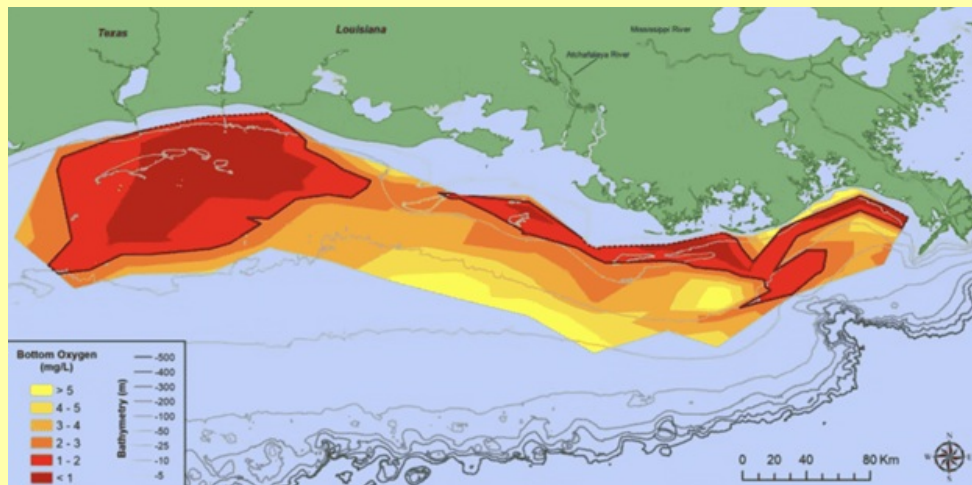 Texas
Louisiana
Mississippi River
Atchafalaya River
Bottom Oxygen
(mg/L)
> 5
4 - 5
3 - 4
2 - 3
1 - 2
< 1
Bathymetry (m)
-500
-400
-300
-200
-100
-50
-25
-10
-5
0 20 40 80 Km
N
W
E
S